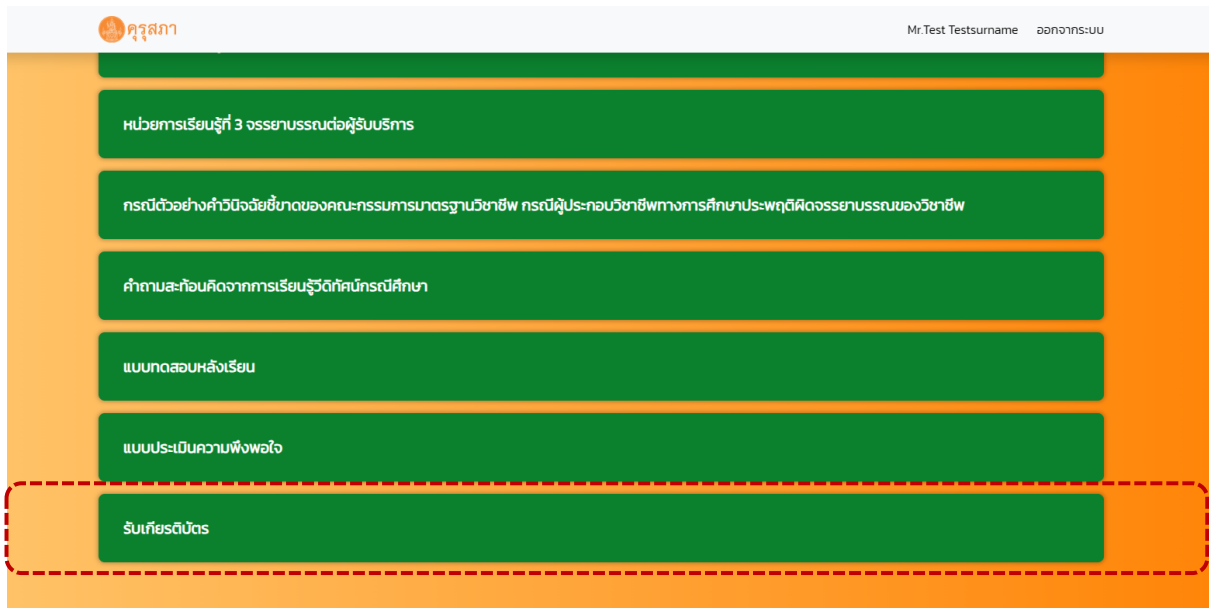 คุรุสภา
Mr.Test Testsurname ออกจากระบบ
หน่วยการเรียนรู้ที่ 3 จรรยาบรรณต่อผู้รับบริการ
กรณีตัวอย่างคำวินิจฉัยชี้ขาดของคณะกรรมการมาตรฐานวิชาชีพ กรณีผู้ประกอบวิชาชีพทางการศึกษาประพฤติผิดจรรยาบรรณของวิชาชีพ
คำถามสะท้อนคิดจากการเรียนรู้วีดิทัศน์กรณีศึกษา
แบบทดสอบหลังเรียน
แบบประเมินความพึงพอใจ
รับเกียรติบัตร